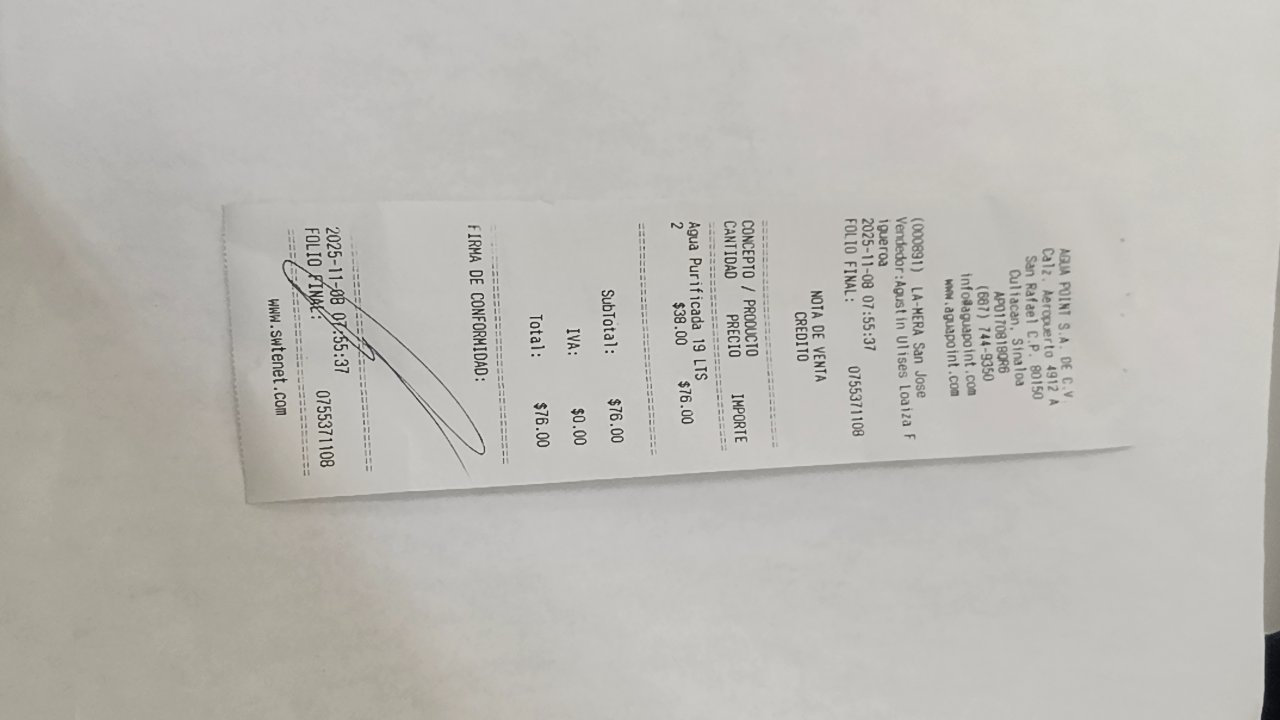 AGUA POINT S.A. DE C.V.
Calz. Aeropuerto 4912 A
San Rafael C.P. 80150
Culiacan, Sinaloa
APO170818QR6
(667) 744-9350
info@aguapoint.com
www.aguapoint.com
(000891) LA-MERA San Jose
Vendedor:Agustin Ulises Loaiza F
igueroa
2025-11-08 07:55:37
FOLIO FINAL: 0755371108
NOTA DE VENTA
CREDITO
CONCEPTO / PRODUCTO
CANTIDAD PRECIO IMPORTE
Agua Purificada 19 LTS
2 $38.00 $76.00
SubTotal: $76.00
IVA: $0.00
Total: $76.00
FIRMA DE CONFORMIDAD:
2025-11-08 07:55:37
FOLIO FINAL: 0755371108
www.swtenet.com